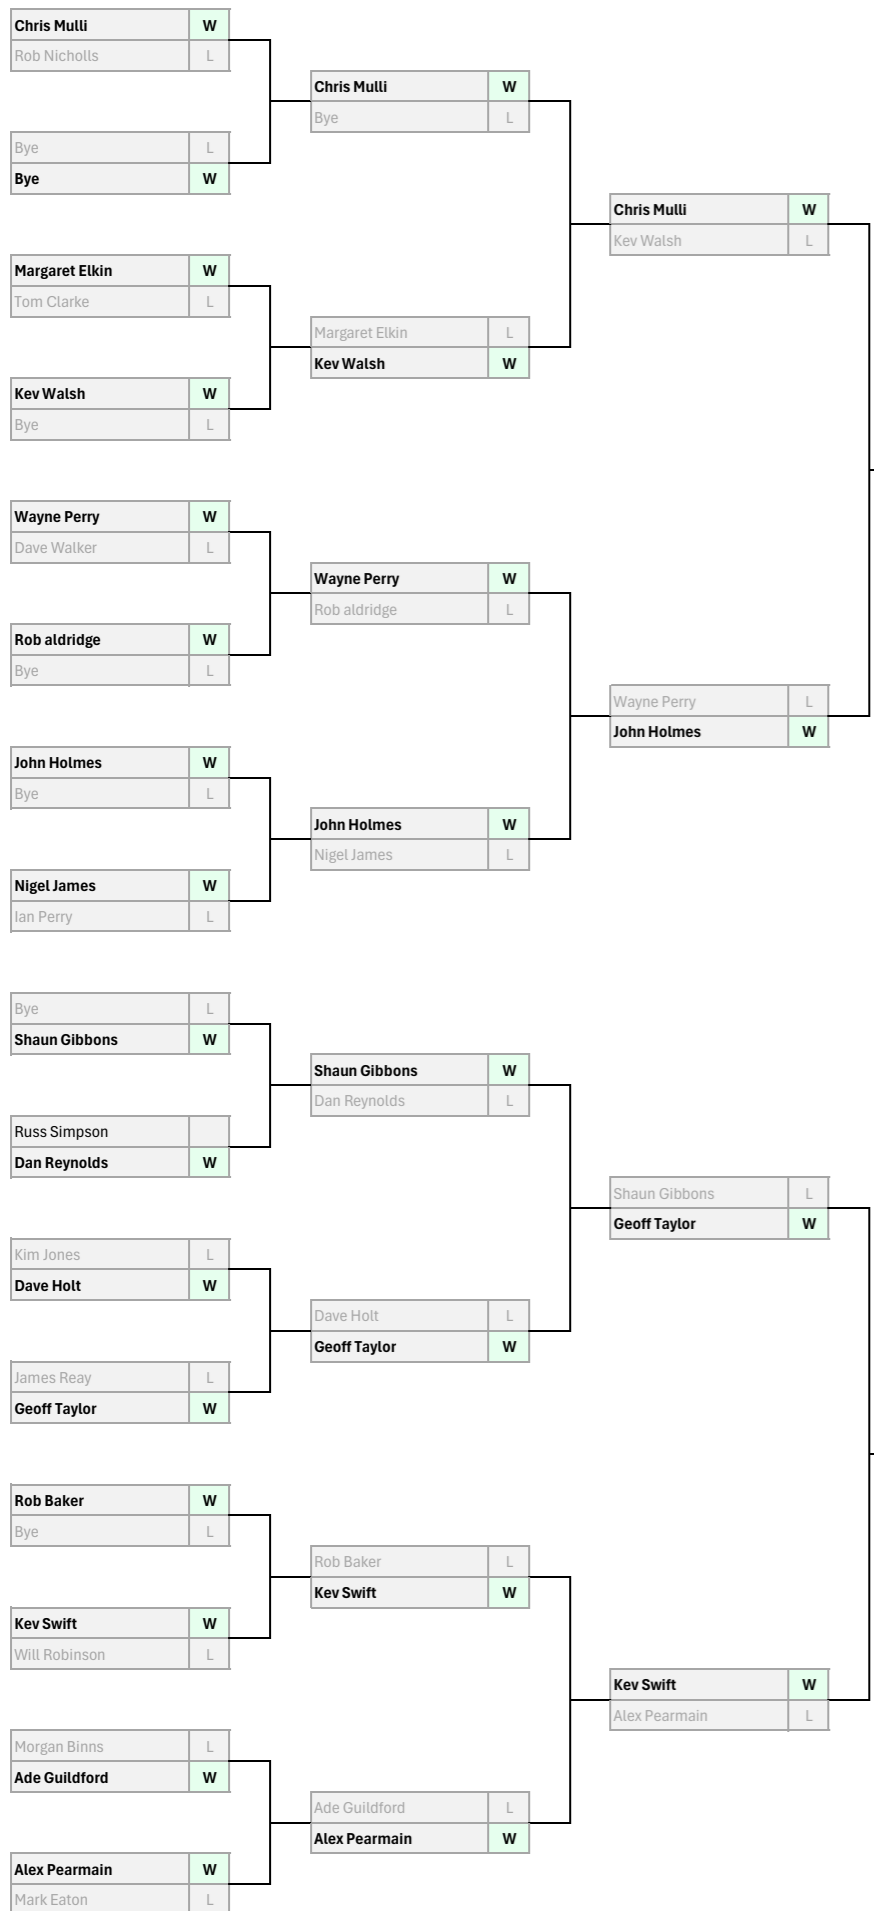 Chris Mulli W
Rob Nicholls L
Bye L
Bye W
Margaret Elkin W
Tom Clarke L
Kev Walsh W
Bye L
Wayne Perry W
Dave Walker L
Rob aldridge W
Bye L
John Holmes W
Bye L
Nigel James W
Ian Perry L
Bye L
Shaun Gibbons W
Russ Simpson
Dan Reynolds W
Kim Jones L
Dave Holt W
James Reay L
Geoff Taylor W
Rob Baker W
Bye L
Kev Swift W
Will Robinson L
Morgan Binns L
Ade Guildford W
Alex Pearmain W
Mark Eaton L
Chris Mulli W
Bye L
Margaret Elkin L
Kev Walsh W
Wayne Perry W
Rob aldridge L
John Holmes W
Nigel James L
Shaun Gibbons W
Dan Reynolds L
Dave Holt L
Geoff Taylor W
Rob Baker L
Kev Swift W
Ade Guildford L
Alex Pearmain W
Chris Mulli W
Kev Walsh L
Wayne Perry L
John Holmes W
Shaun Gibbons L
Geoff Taylor W
Kev Swift W
Alex Pearmain L